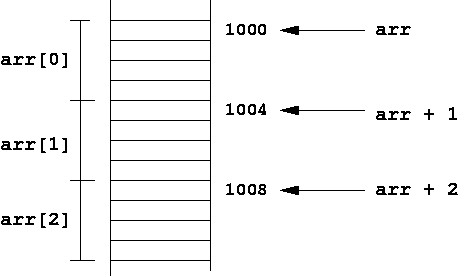 1000 arr
arr[0]
1004 arr + 1
arr[1]
1008 arr + 2
arr[2]